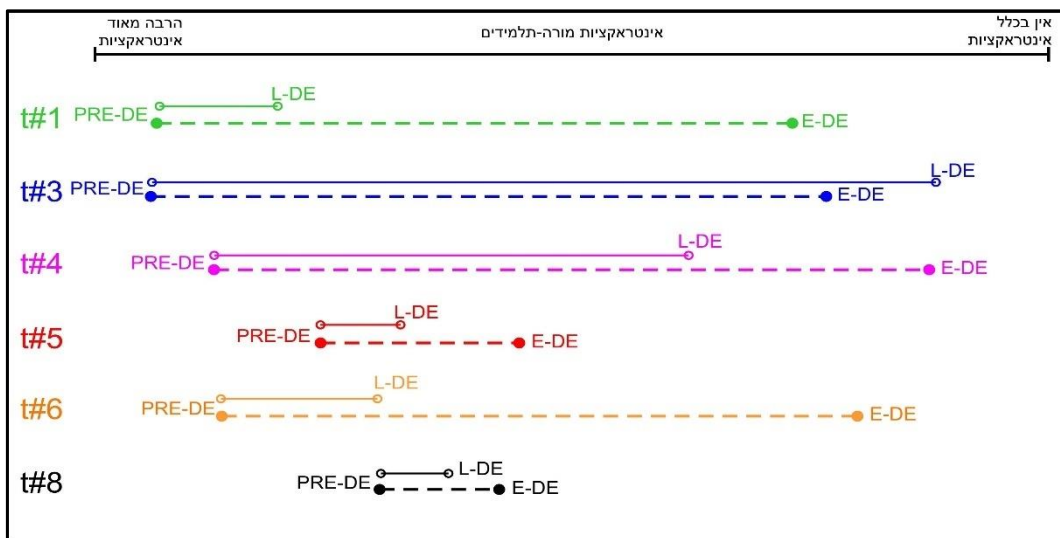 אין בכלל
אינטראקציות
אינטראקציות מורה-תלמידים
הרבה מאוד
אינטראקציות
t#1 PRE-DE L-DE E-DE
t#3 PRE-DE L-DE E-DE
t#4 PRE-DE L-DE E-DE
t#5 PRE-DE L-DE E-DE
t#6 PRE-DE L-DE E-DE
t#8 PRE-DE L-DE E-DE